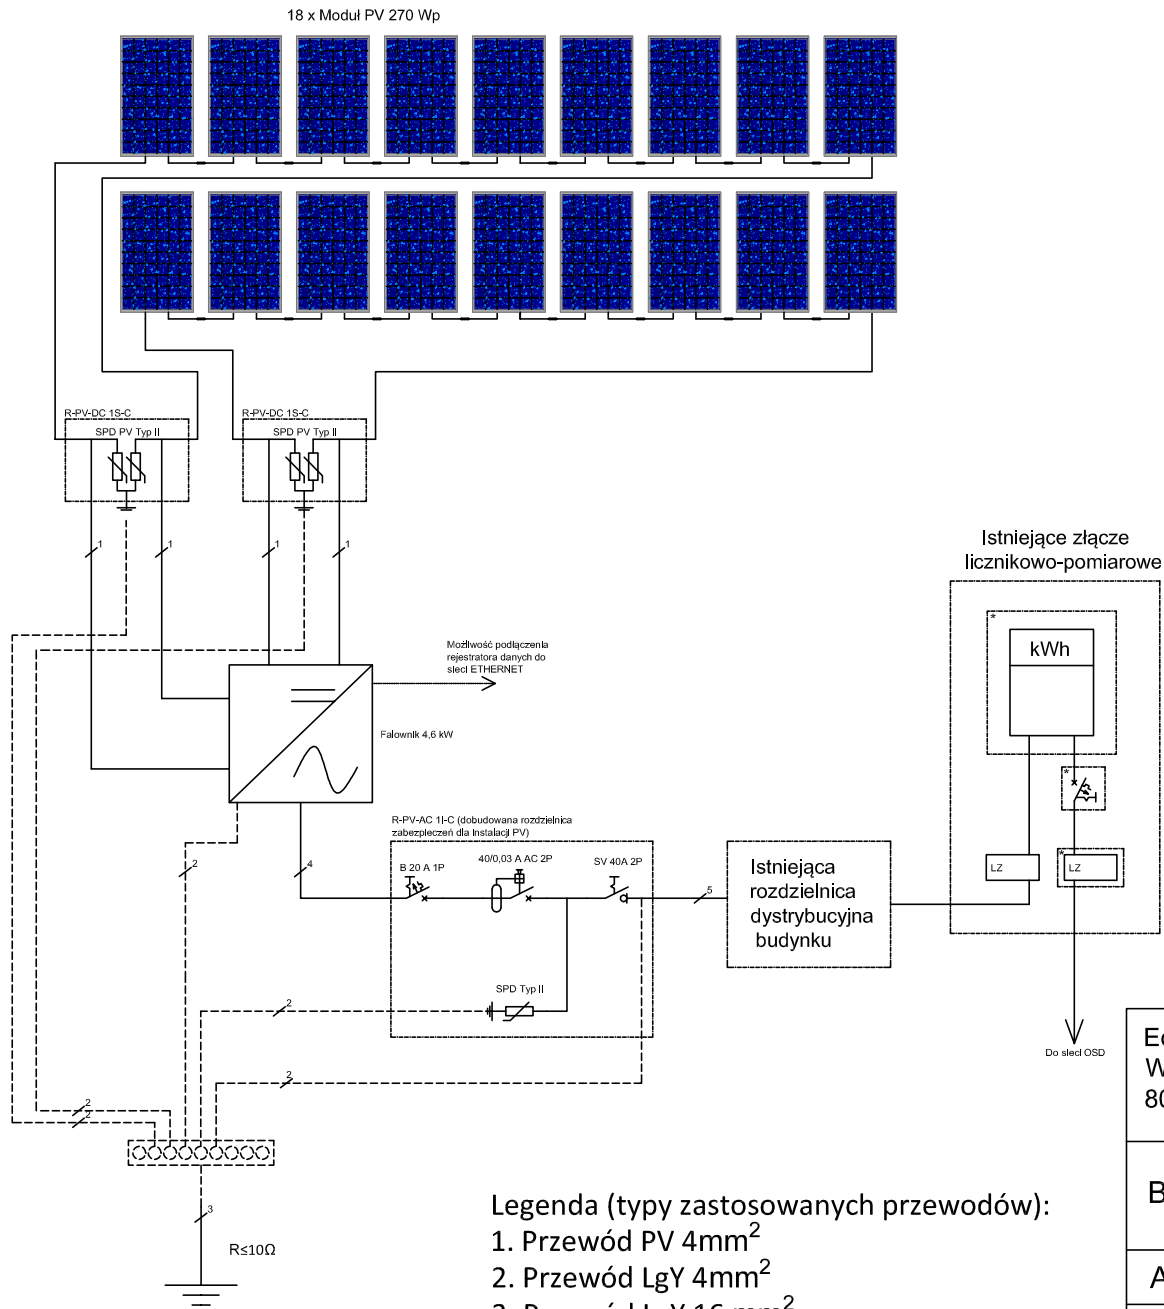 18 x Moduł PV 270 Wp
R-PV-DC 1S-C
SPD PV Typ II
R-PV-DC 1S-C
SPD PV Typ II
1
1
1
1
Istniejące złącze
licznikowo-pomiarowe
*
kWh
Możliwość podłączenia
rejestratora danych do
sieci ETHERNET
Falownik 4,6 kW
*
R-PV-AC 1I-C (dobudowana rozdzielnica
zabezpieczeń dla Instalacji PV)
2
4
B 20 A 1P
40/0,03 A AC 2P
SV 40A 2P
5
Istniejąca
rozdzielnica
dystrybucyjna
budynku
LZ
*
LZ
SPD Typ II
2
2
Do sieci OSD
2
2
3
R≤10Ω
Legenda (typy zastosowanych przewodów):
1. Przewód PV 4mm²
2. Przewód LgY 4mm²
16 mm²
W
80
B
A